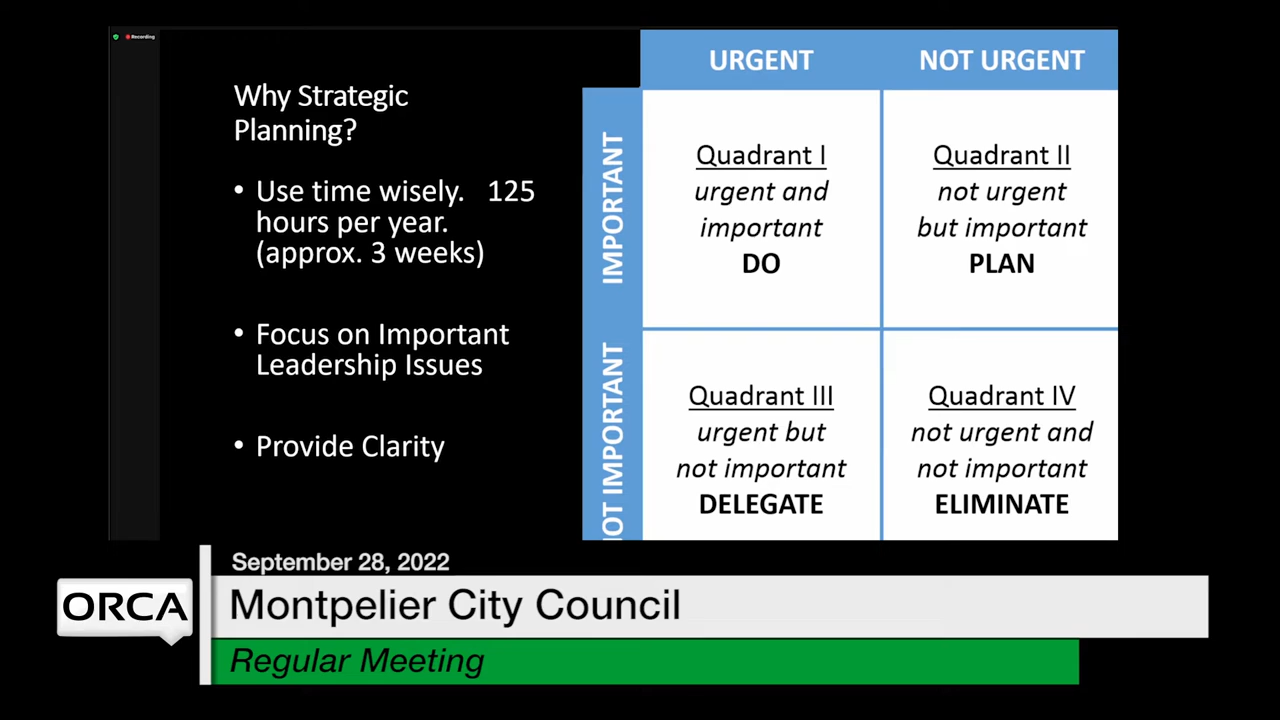 Recording
Why Strategic
Planning?
• Use time wisely. 125
hours per year.
(approx. 3 weeks)
• Focus on Important
Leadership Issues
• Provide Clarity
URGENT
NOT URGENT
IMPORTANT
Quadrant I
urgent and
important
DO
Quadrant II
not urgent
but important
PLAN
NOT IMPORTANT
Quadrant III
urgent but
not important
DELEGATE
Quadrant IV
not urgent and
not important
ELIMINATE
September 28, 2022
ORCA
Montpelier City Council
Regular Meeting